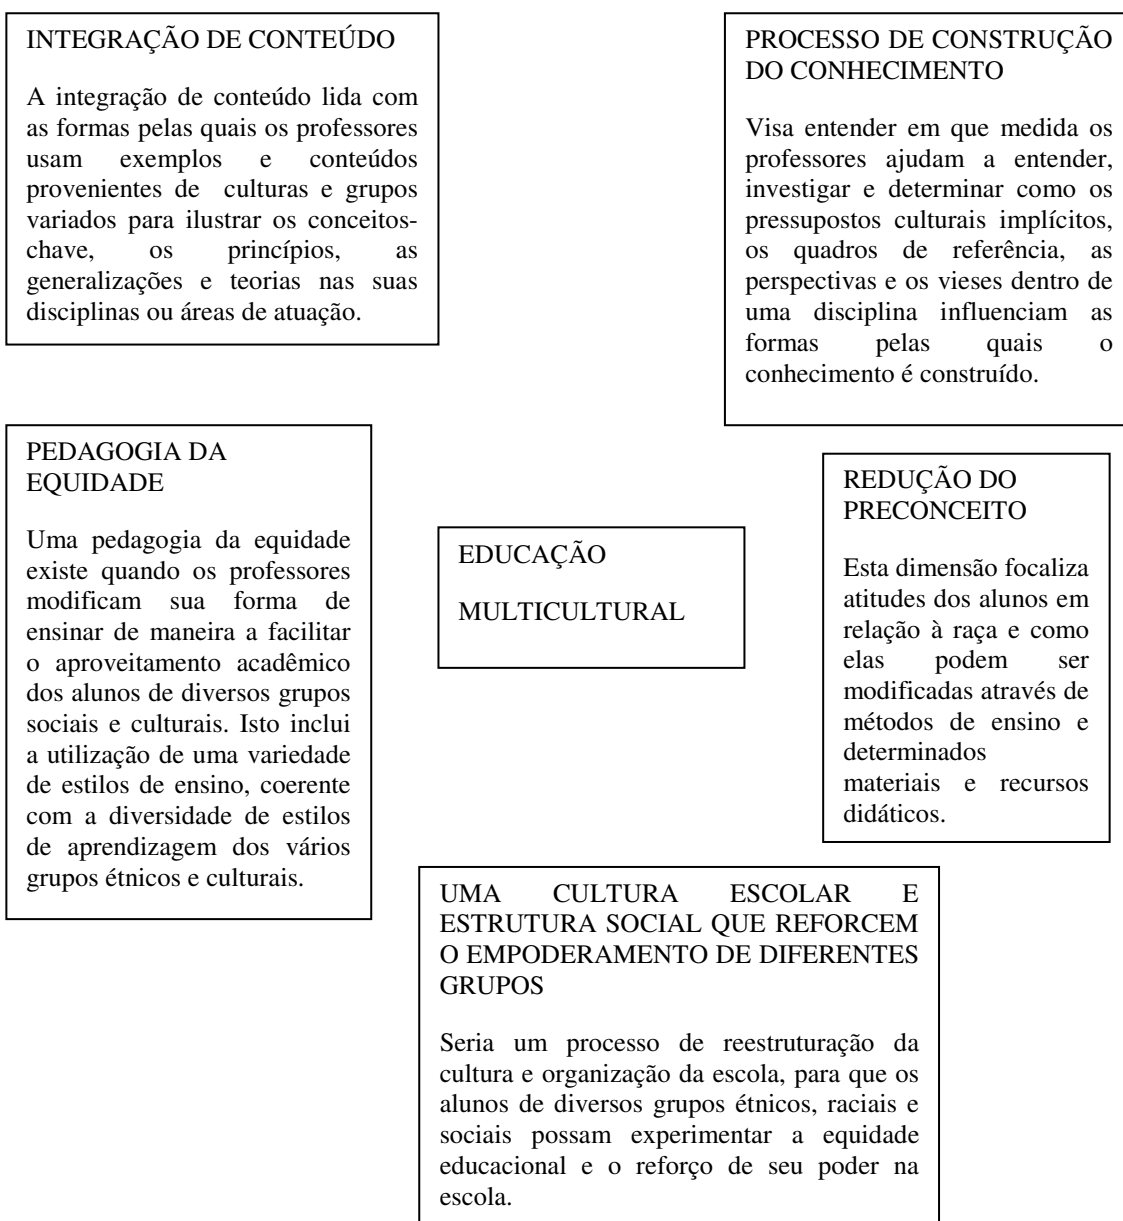 INTEGRAÇÃO DE CONTEÚDO
A integração de conteúdo lida com
as formas pelas quais os professores
usam exemplos e conteúdos
provenientes de culturas e grupos
variados para ilustrar os conceitos-
chave, os princípios, as
generalizações e teorias nas suas
disciplinas ou áreas de atuação.
PROCESSO DE CONSTRUÇÃO
DO CONHECIMENTO
Visa entender em que medida os
professores ajudam a entender,
investigar e determinar como os
pressupostos culturais implícitos,
os quadros de referência, as
perspectivas e os vieses dentro de
uma disciplina influenciam as
formas pelas quais o
conhecimento é construído.
PEDAGOGIA DA
EQUIDADE
Uma pedagogia da equidade
existe quando os professores
modificam sua forma de
ensinar de maneira a facilitar
o aproveitamento acadêmico
dos alunos de diversos grupos
sociais e culturais. Isto inclui
a utilização de uma variedade
de estilos de ensino, coerente
com a diversidade de estilos
de aprendizagem dos vários
grupos étnicos e culturais.
EDUCAÇÃO
MULTICULTURAL
REDUÇÃO DO
PRECONCEITO
Esta dimensão focaliza
atitudes dos alunos em
relação à raça e como
elas podem ser
modificadas através de
métodos de ensino e
determinados
materiais e recursos
didáticos.
UMA CULTURA ESCOLAR E
ESTRUTURA SOCIAL QUE REFORCEM
O EMPODERAMENTO DE DIFERENTES
GRUPOS
Seria um processo de reestruturação da
cultura e organização da escola, para que os
alunos de diversos grupos étnicos, raciais e
sociais possam experimentar a equidade
educacional e o reforço de seu poder na
escola.